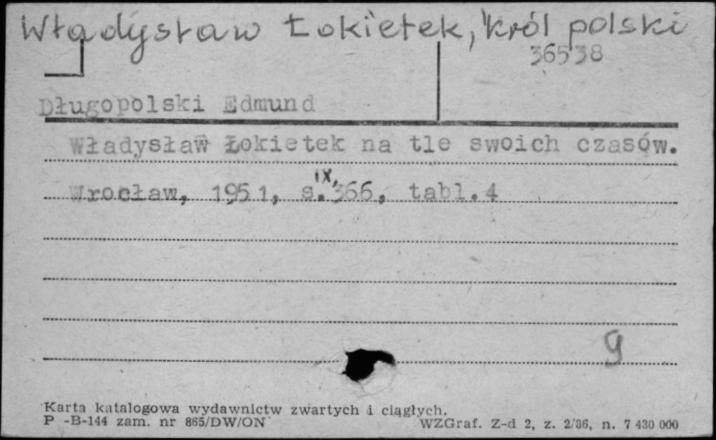 Władysław Łokietek, król polski
36538
Długopolski Edmund
Władysław Łokietek na tle swoich czasów.
Wrocław, 1951, s.IX,366, tabl.4
9
Karta katalogowa wydawnictw zwartych i ciągłych.
P -B-144 zam. nr 865/DW/ON WZGraf. Z-d 2, z. 2/86, n. 7 430 000